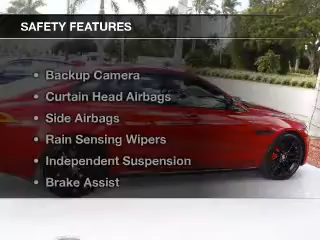 SAFETY FEATURES
• Backup Camera
• Curtain Head Airbags
• Side Airbags
• Rain Sensing Wipers
• Independent Suspension
• Brake Assist